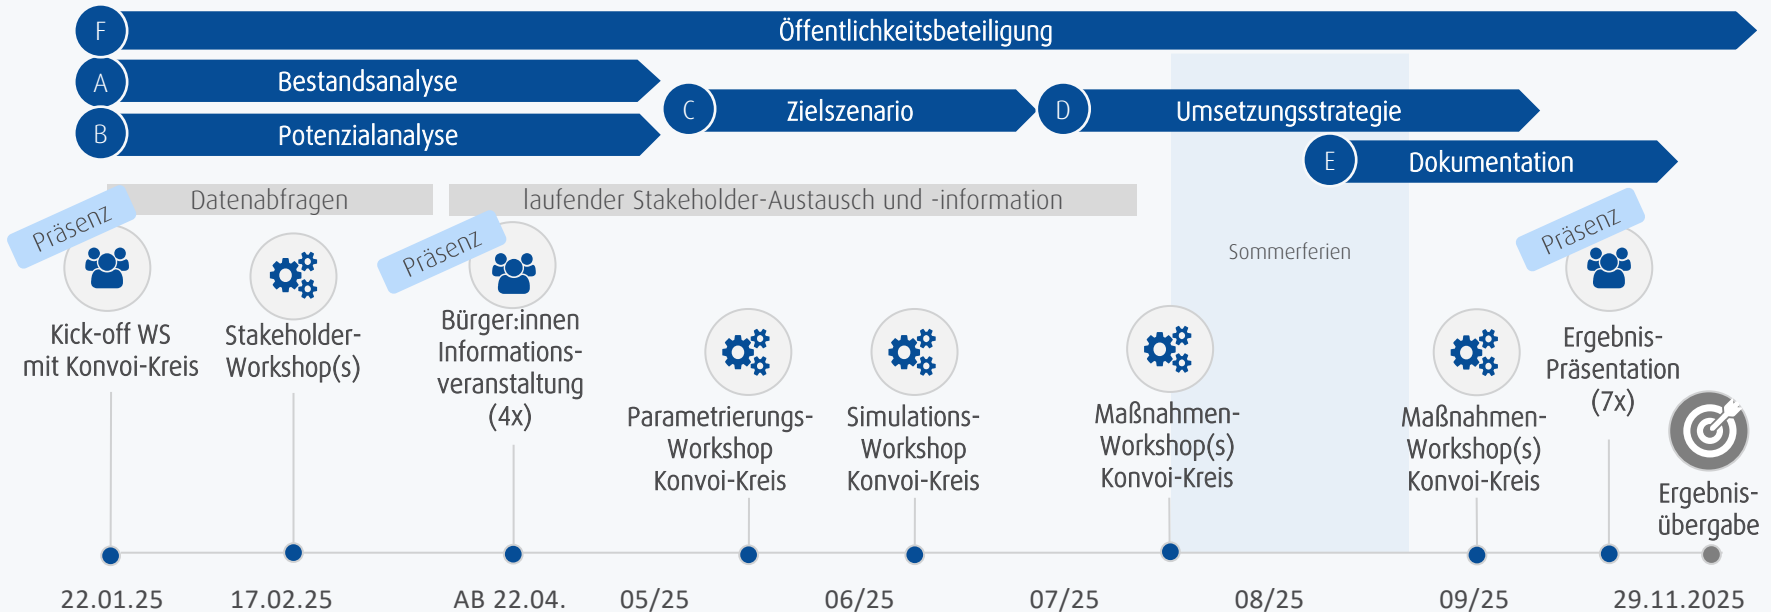 F
Öffentlichkeitsbeteiligung
A
Bestandsanalyse
B
Potenzialanalyse
C
Zielszenario
D
Umsetzungsstrategie
E
Dokumentation
Datenabfragen
laufender Stakeholder-Austausch und -information
Präsenz
Kick-off WS
mit Konvoi-Kreis
Stakeholder-
Workshop(s)
Präsenz
Bürger:innen
Informations-
veranstaltung
(4x)
Parametrierungs-
Workshop
Konvoi-Kreis
Simulations-
Workshop
Konvoi-Kreis
Maßnahmen-
Workshop(s)
Konvoi-Kreis
Sommerferien
Maßnahmen-
Workshop(s)
Konvoi-Kreis
Präsenz
Ergebnis-
Präsentation
(7x)
Ergebnis-
übergabe
22.01.25
17.02.25
AB 22.04.
05/25
06/25
07/25
08/25
09/25
29.11.2025